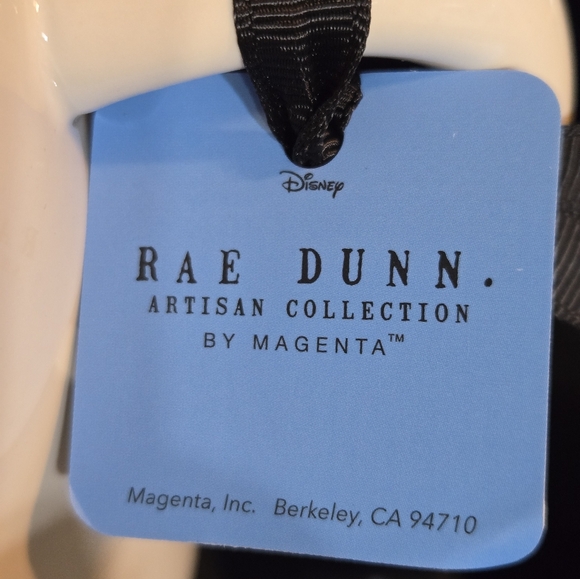 Disney
RAE DUNN.
ARTISAN COLLECTION
BY MAGENTA™
Magenta, Inc. Berkeley, CA 94710